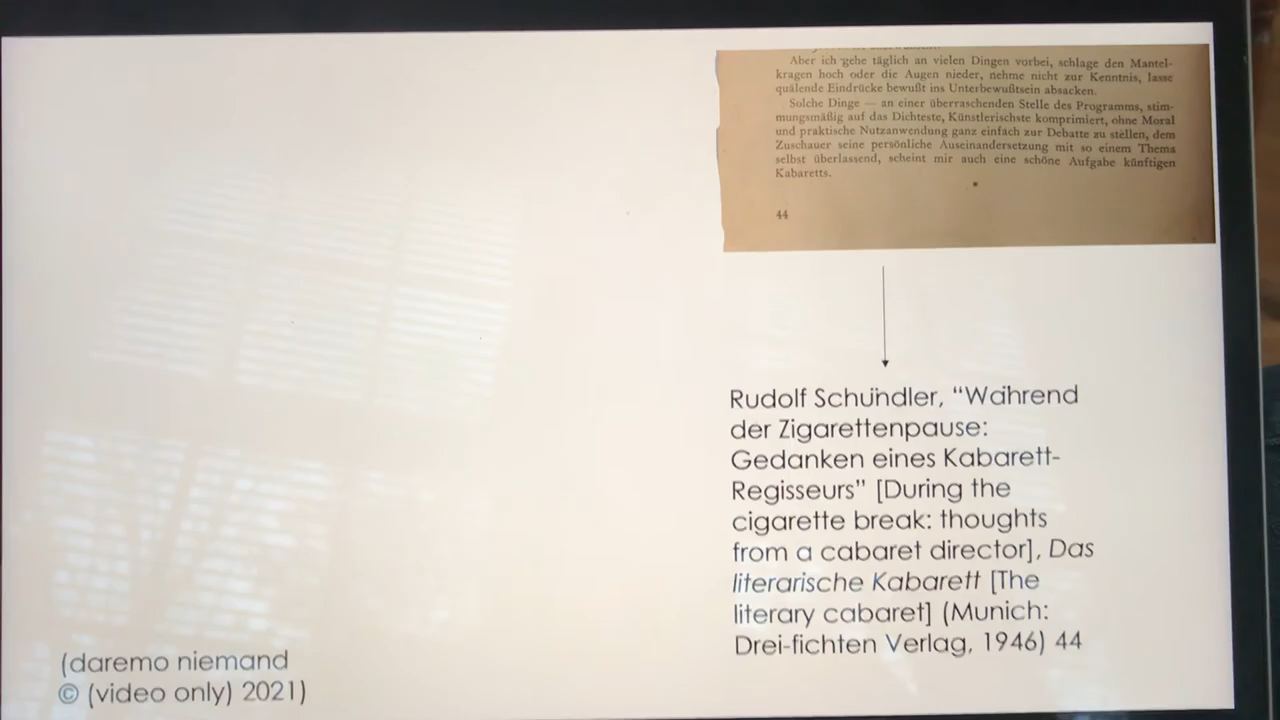 Aber ich gehe täglich an vielen Dingen vorbei, schlage den Mantel-
kragen hoch oder die Augen nieder, nehme nicht zur Kenntnis, lasse
quälende Eindrücke bewußt ins Unterbewußtsein absacken.
Solche Dinge — an einer überraschenden Stelle des Programms, stim-
mungsmäßig auf das Dichteste, Künstlerischste komprimiert, ohne Moral
und praktische Nutzanwendung ganz einfach zur Debatte zu stellen, dem
Zuschauer seine persönliche Auseinandersetzung mit so einem Thema
selbst überlassend, scheint mir auch eine schöne Aufgabe künftigen
Kabaretts.
44
Rudolf Schündler, “Während
der Zigarettenpause:
Gedanken eines Kabarett-
Regisseurs” [During the
cigarette break: thoughts
from a cabaret director], Das
literarische Kabarett [The
literary cabaret] (Munich:
Drei-fichten Verlag, 1946) 44
(daremo niemand
© (video only) 2021)